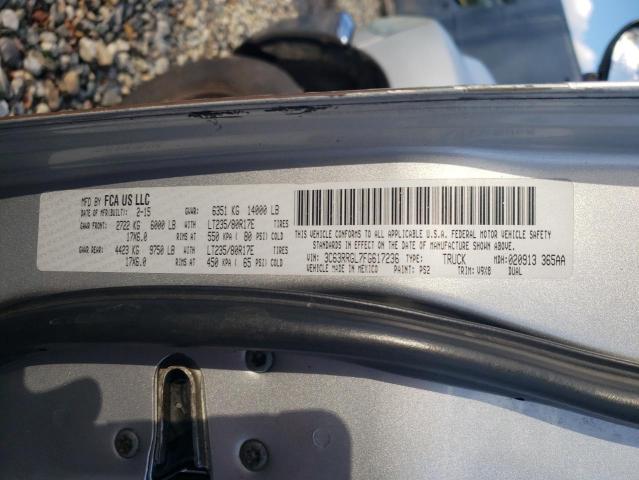 MFD BY FCA US LLC
DATE OF MFR(BUILT): 2-15 GVWR: 6351 KG 14000 LB
GAWR FRONT: 2722 KG 6000 LB WITH LT235/80R17E TIRES
17X6.0 RIMS AT 550 KPA ( 80 PSI) COLD
GAWR REAR: 4423 KG 9750 LB WITH LT235/80R17E TIRES
17X6.0 RIMS AT 450 KPA ( 65 PSI) COLD
THIS VEHICLE CONFORMS TO ALL APPLICABLE U.S.A. FEDERAL MOTOR VEHICLE SAFETY
STANDARDS IN EFFECT ON THE DATE OF MANUFACTURE SHOWN ABOVE.
VIN: 3C63RRGL7FG617236 TYPE: TRUCK MDH: 020913 365AA
VEHICLE MADE IN MEXICO PAINT: PS2 TRIM: V9X8 DUAL